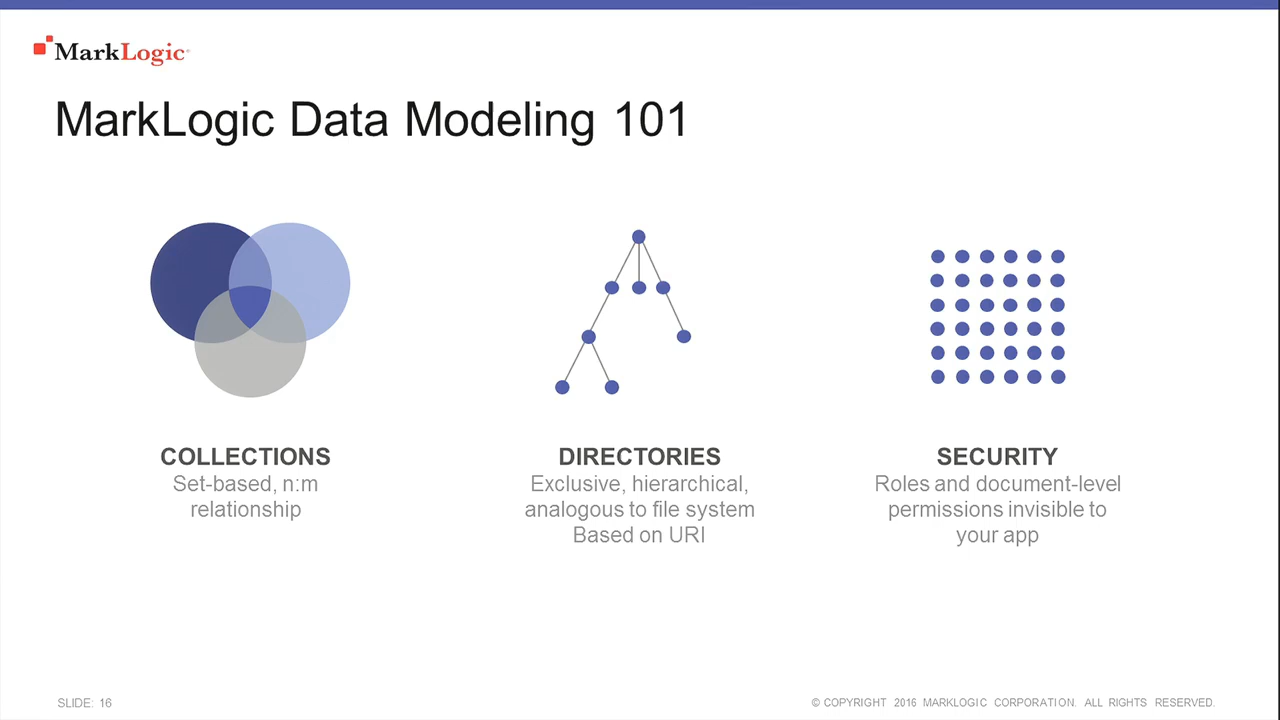 MarkLogic
MarkLogic Data Modeling 101
COLLECTIONS
Set-based, n:m
relationship
DIRECTORIES
Exclusive, hierarchical,
analogous to file system
Based on URI
SECURITY
Roles and document-level
permissions invisible to
your app
SLIDE: 16
© COPYRIGHT 2016 MARKLOGIC CORPORATION. ALL RIGHTS RESERVED.